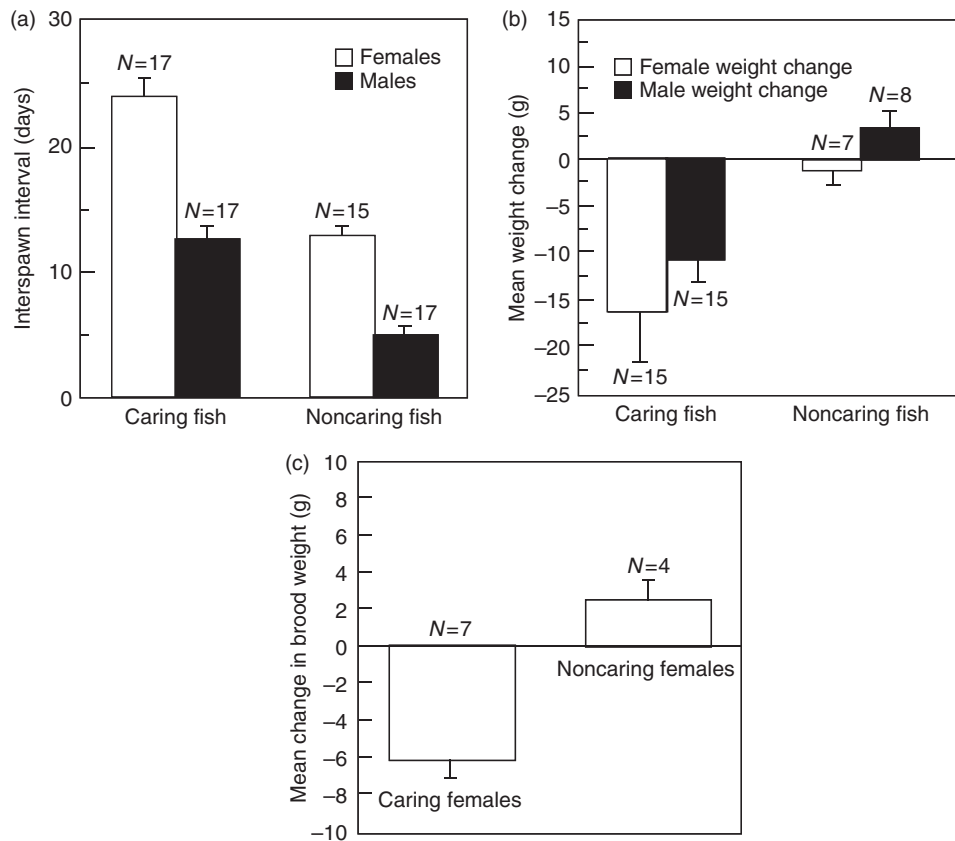 (a)
30
20
10
0
Interspawn interval (days)
N=17
N=17
N=15
N=17
Females
Males
Caring fish
Noncaring fish
(b)
15
10
5
0
−5
−10
−15
−20
−25
Mean weight change (g)
Female weight change
Male weight change
N=8
N=7
N=15
N=15
Caring fish
Noncaring fish
(c)
10
8
6
4
2
0
−2
−4
−6
−8
−10
Mean change in brood weight (g)
N=7
N=4
Noncaring females
Caring females